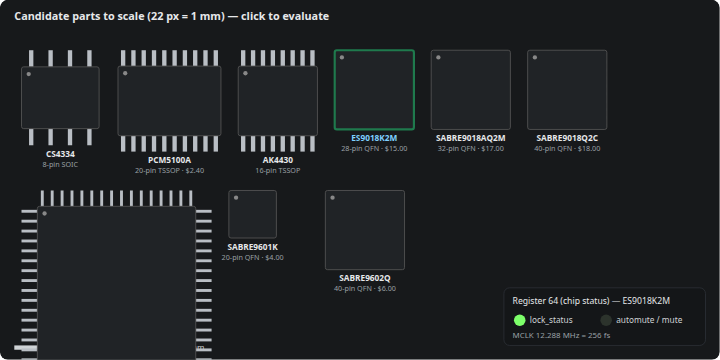 Candidate parts to scale (22 px = 1 mm) — click to evaluate
CS4334
8-pin SOIC
PCM5100A
20-pin TSSOP · $2.40
AK4430
16-pin TSSOP
ES9018K2M
28-pin QFN · $15.00
SABRE9018AQ2M
32-pin QFN · $17.00
SABRE9018Q2C
40-pin QFN · $18.00
SABRE9601K
20-pin QFN · $4.00
SABRE9602Q
40-pin QFN · $6.00
Register 64 (chip status) — ES9018K2M
lock_status
automute / mute
MCLK 12.288 MHz = 256 fs